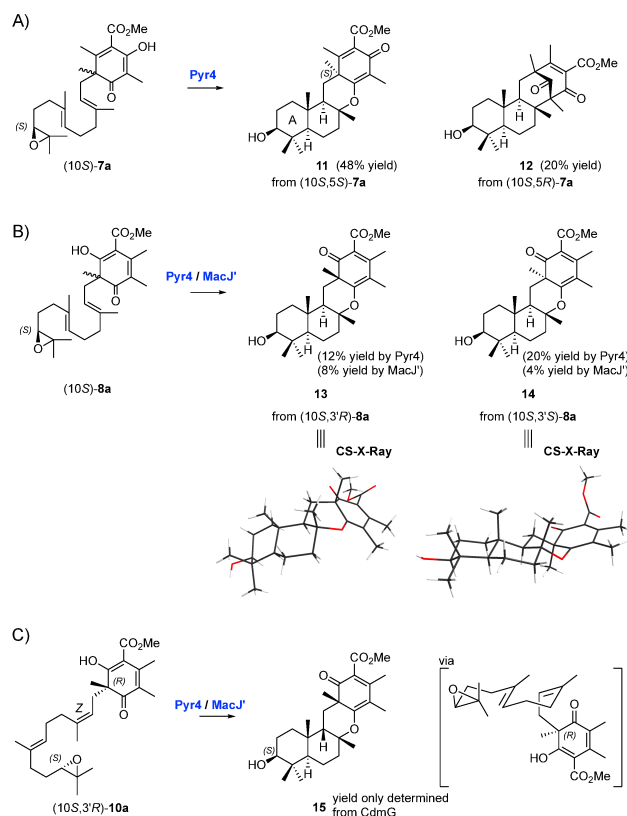 A)
CO2Me
OH
O
(S)
O
(10S)-7a
Pyr4
CO2Me
O
(S)
H
O
A
HO
H
11 (48% yield)
from (10S,5S)-7a
CO2Me
O
O
H
HO
H
12 (20% yield)
from (10S,5R)-7a
B)
CO2Me
HO
O
(S)
O
(10S)-8a
Pyr4 / MacJ'
CO2Me
O
O
H
HO
H
(12% yield by Pyr4)
(8% yield by MacJ')
13
from (10S,3'R)-8a
CS-X-Ray
CO2Me
O
O
H
HO
H
(20% yield by Pyr4)
(4% yield by MacJ')
14
from (10S,3'S)-8a
CS-X-Ray
C)
CO2Me
HO
(R)
O
Z
(S)
O
(10S,3'R)-10a
Pyr4 / MacJ'
CO2Me
O
O
H
(S)
HO
H
15 yield only determined
from CdmG
via
O
O
(R)
HO
CO2Me